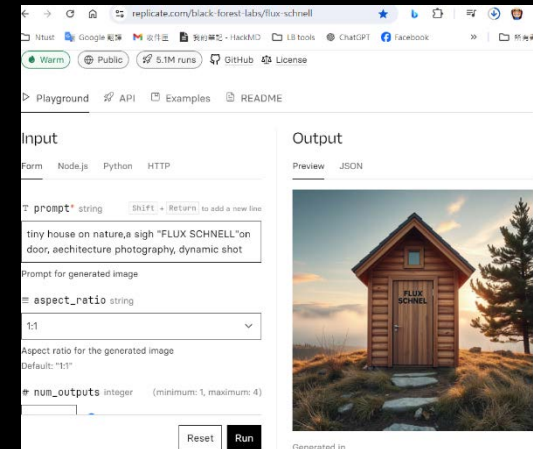 replicate.com/black-forest-labs/flux-schnell
Ntust Google 翻譯 收件匣 我的筆記 - HackMD LB tools ChatGPT Facebook »
Warm Public 5.1M runs GitHub License
Playground API Examples README
Input
Form Node.js Python HTTP
T prompt* string Shift + Return to add a new line
tiny house on nature,a sigh "FLUX SCHNELL"on
door, aechitecture photography, dynamic shot
Prompt for generated image
aspect_ratio string
1:1
Aspect ratio for the generated image
Default: "1:1"
# num_outputs integer (minimum: 1, maximum: 4)
Reset Run
Output
Preview JSON
FLUX
SCHNEL
Generated in